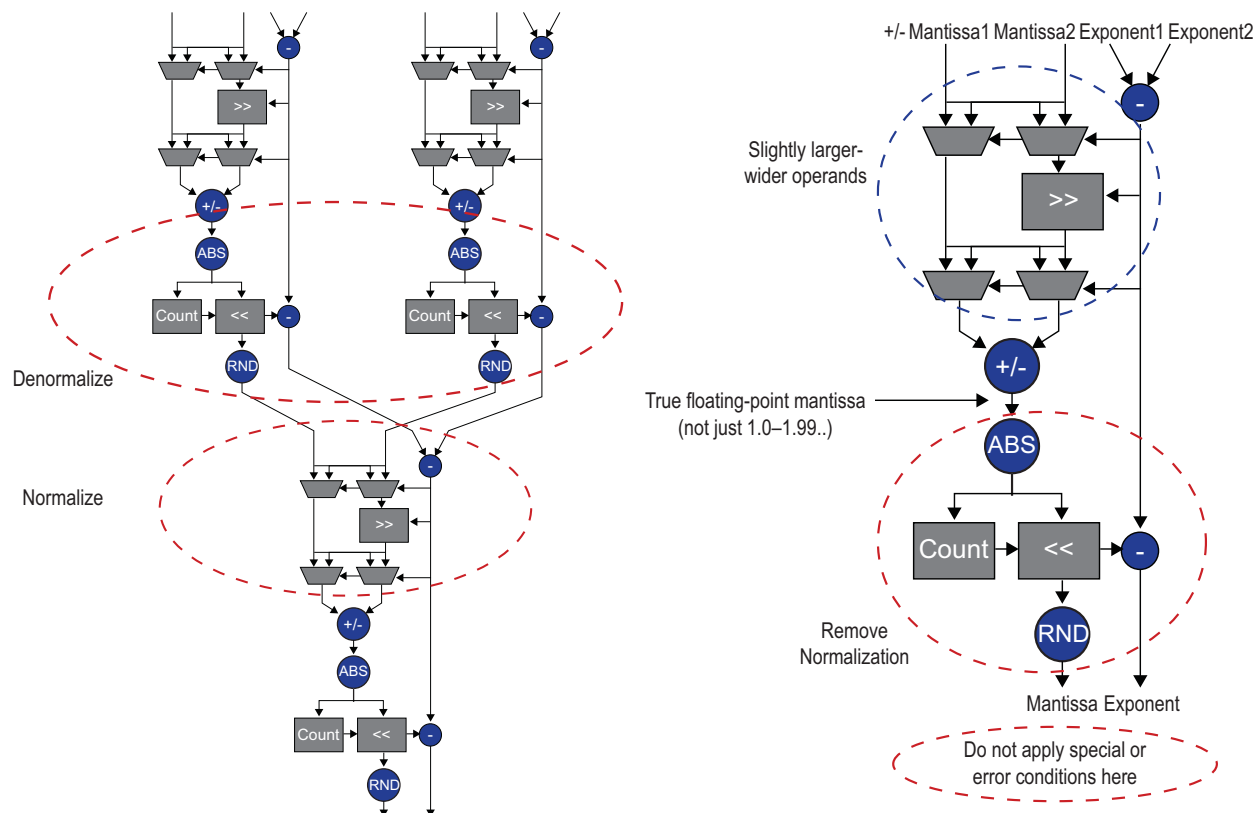 -
-
>>
>>
+/-
+/-
ABS
ABS
Count
<<
-
Count
<<
-
RND
RND
Denormalize
-
Normalize
>>
+/-
ABS
Count
<<
-
RND
+/- Mantissa1 Mantissa2 Exponent1 Exponent2
-
Slightly larger-
wider operands
>>
+/-
True floating-point mantissa
(not just 1.0–1.99..)
ABS
Count
<<
-
RND
Remove
Normalization
Mantissa Exponent
Do not apply special or
error conditions here